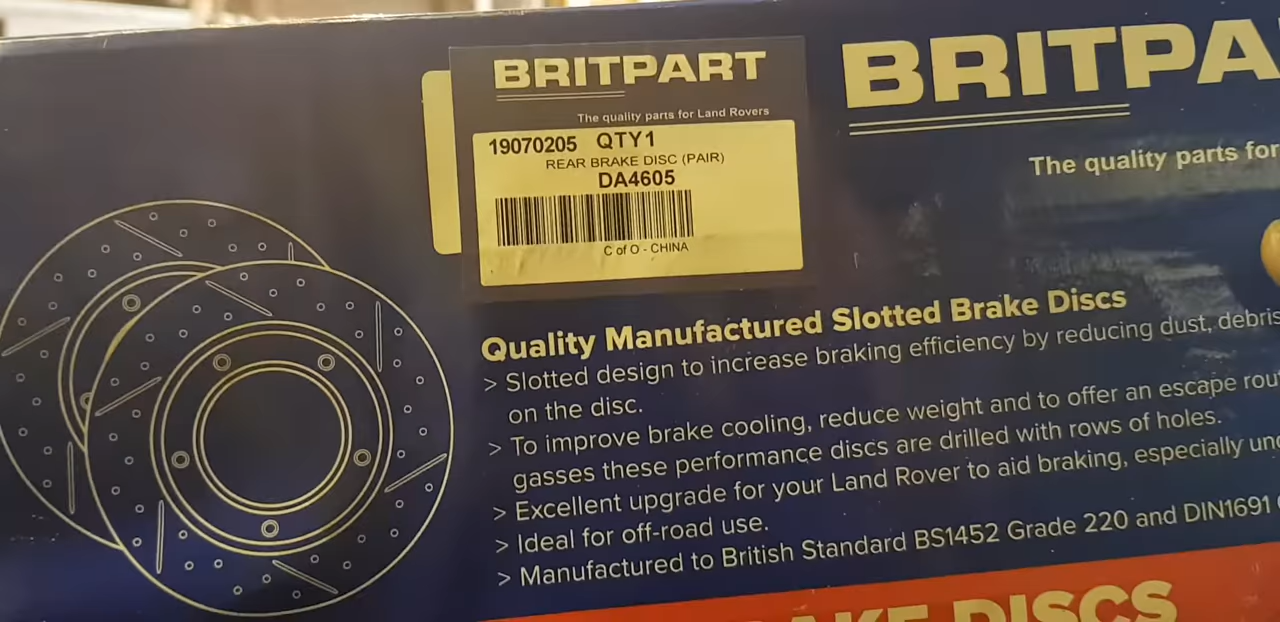 BRITPART
The quality parts for Land Rovers
19070205 QTY1
REAR BRAKE DISC (PAIR)
DA4605
C of O - CHINA
BRITPA
The quality parts for
Quality Manufactured Slotted Brake Discs
> Slotted design to increase braking efficiency by reducing dust, debris
on the disc.
> To improve brake cooling, reduce weight and to offer an escape rou
gasses these performance discs are drilled with rows of holes.
> Excellent upgrade for your Land Rover to aid braking, especially und
> Ideal for off-road use.
> Manufactured to British Standard BS1452 Grade 220 and DIN1691
AKE DISCS